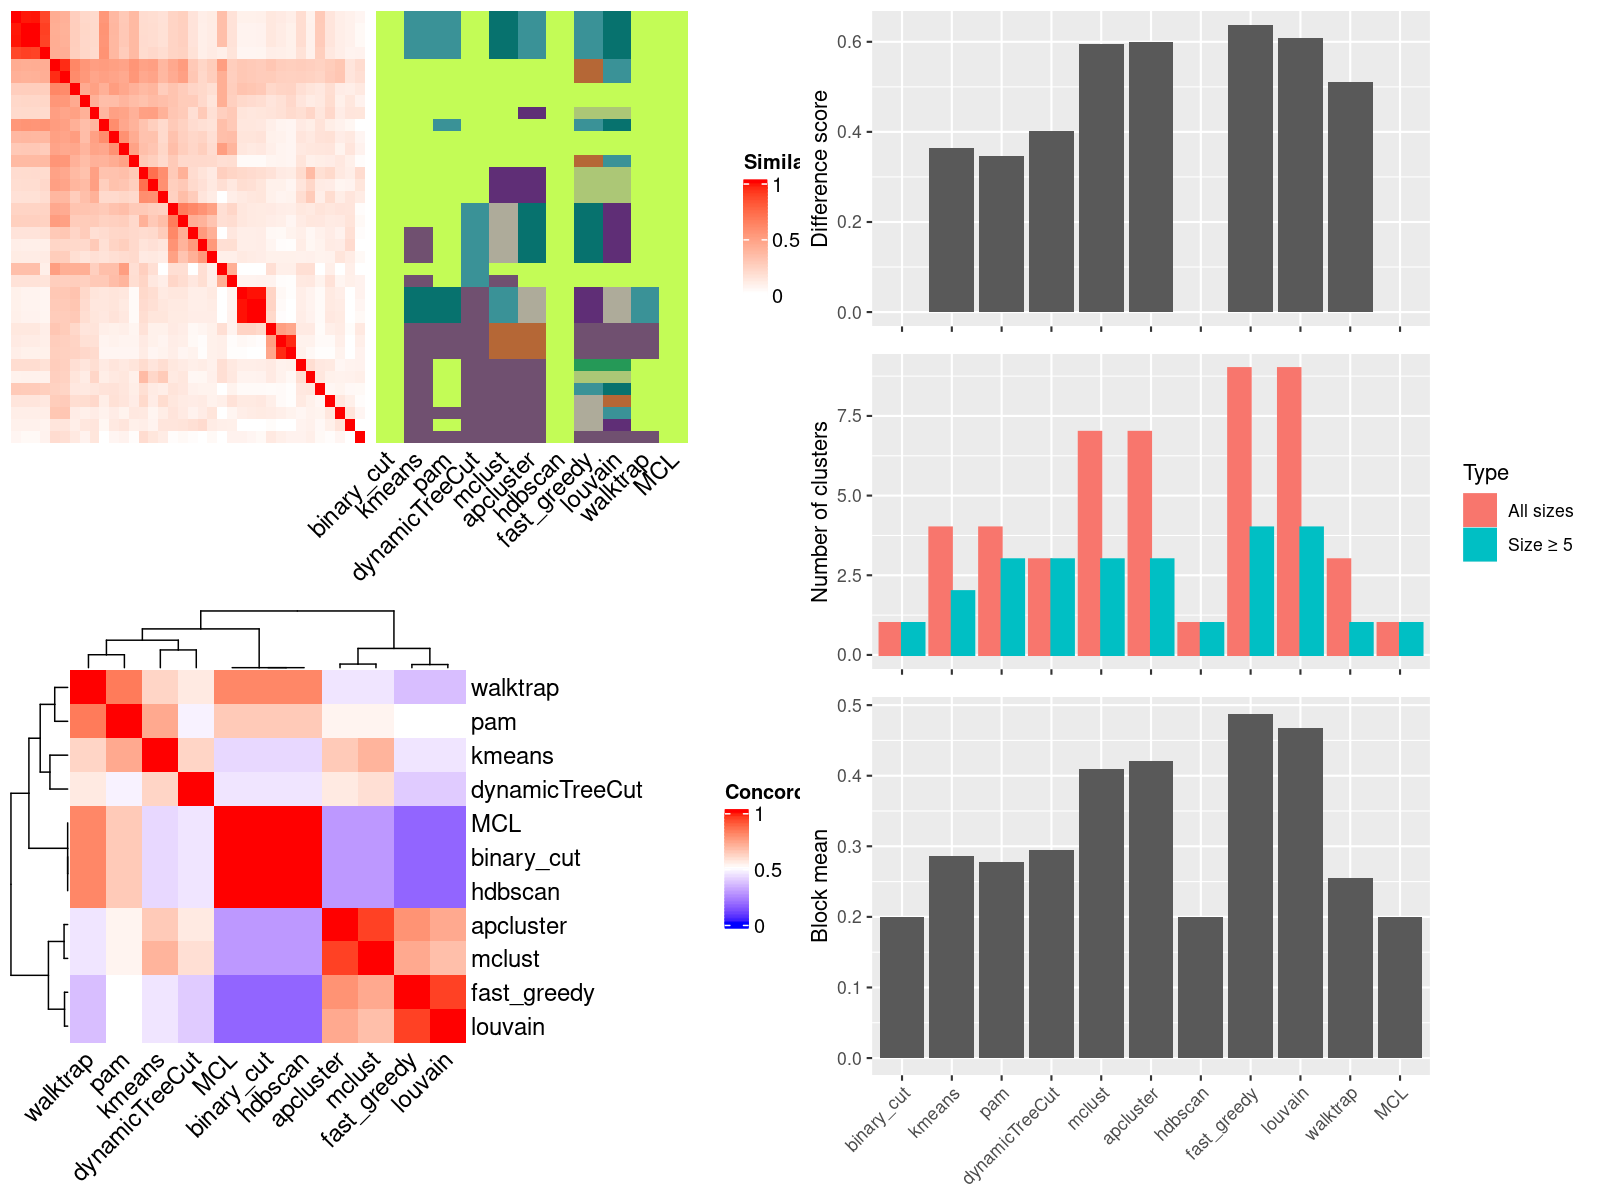 Simila
1
0.5
0
binary_cut
kmeans
pam
dynamicTreeCut
mclust
apcluster
hdbscan
fast_greedy
louvain
walktrap
MCL
walktrap
pam
kmeans
dynamicTreeCut
MCL
binary_cut
hdbscan
apcluster
mclust
fast_greedy
louvain
Concord
1
0.5
0
walktrap
pam
kmeans
dynamicTreeCut
MCL
binary_cut
hdbscan
apcluster
mclust
fast_greedy
louvain
Difference score
0.6
0.4
0.2
0.0
Number of clusters
7.5
5.0
2.5
0.0
Type
All sizes
Size ≥ 5
Block mean
0.5
0.4
0.3
0.2
0.1
0.0
binary_cut
kmeans
pam
dynamicTreeCut
mclust
apcluster
hdbscan
fast_greedy
louvain
walktrap
MCL